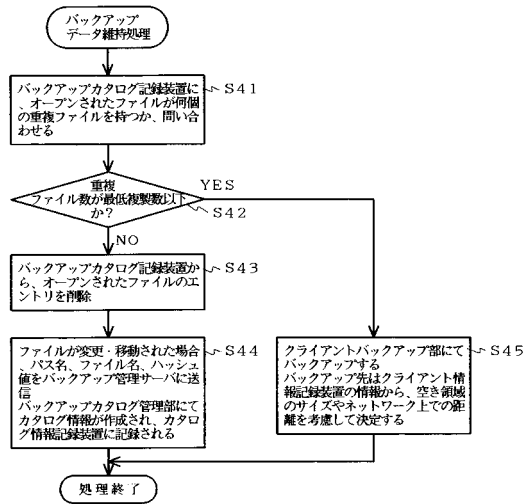 バックアップ
データ維持処理
バックアップカタログ記録装置に
、オープンされたファイルが何個
の重複ファイルを持つか、問い合
わせる
S41
重複
ファイル数が最低複製数以下
か?
YES
S42
NO
バックアップカタログ記録装置か
ら、オープンされたファイルのエ
ントリを削除
S43
ファイルが変更・移動された場合
、パス名、ファイル名、ハッシュ
値をバックアップ管理サーバに送
信
バックアップカタログ管理部にて
カタログ情報が作成され、カタロ
グ情報記録装置に記録される
S44
クライアントバックアップ部にて
バックアップする
バックアップ先はクライアント情
報記録装置の情報から、空き領域
のサイズやネットワーク上での距
離を考慮して決定する
S45
処理終了